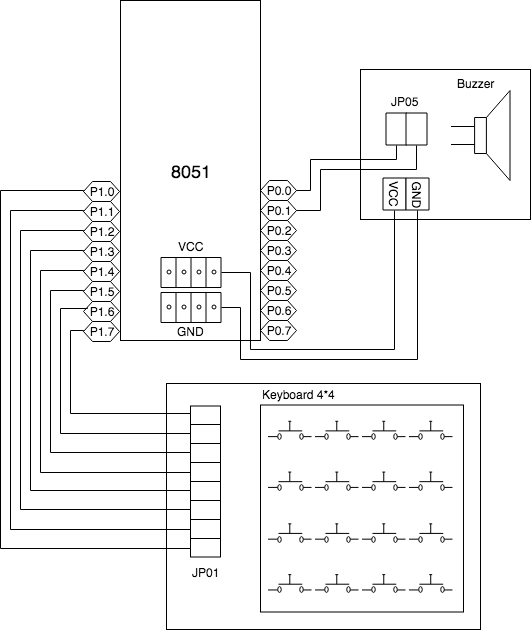 Buzzer
JP05
8051
P1.0
P1.1
P1.2
P1.3
P1.4
P1.5
P1.6
P1.7
P0.0
P0.1
P0.2
P0.3
P0.4
P0.5
P0.6
P0.7
VCC
GND
VCC
GND
Keyboard 4*4
JP01